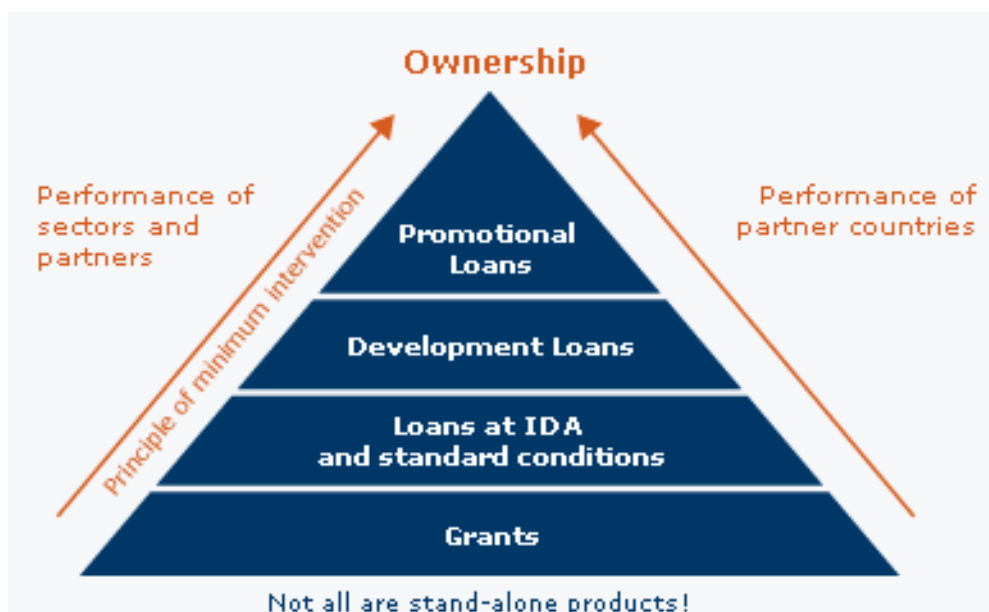 Ownership
Performance of
sectors and
partners
Principle of minimum intervention
Performance of
partner countries
Promotional
Loans
Development Loans
Loans at IDA
and standard conditions
Grants
Not all are stand-alone products!